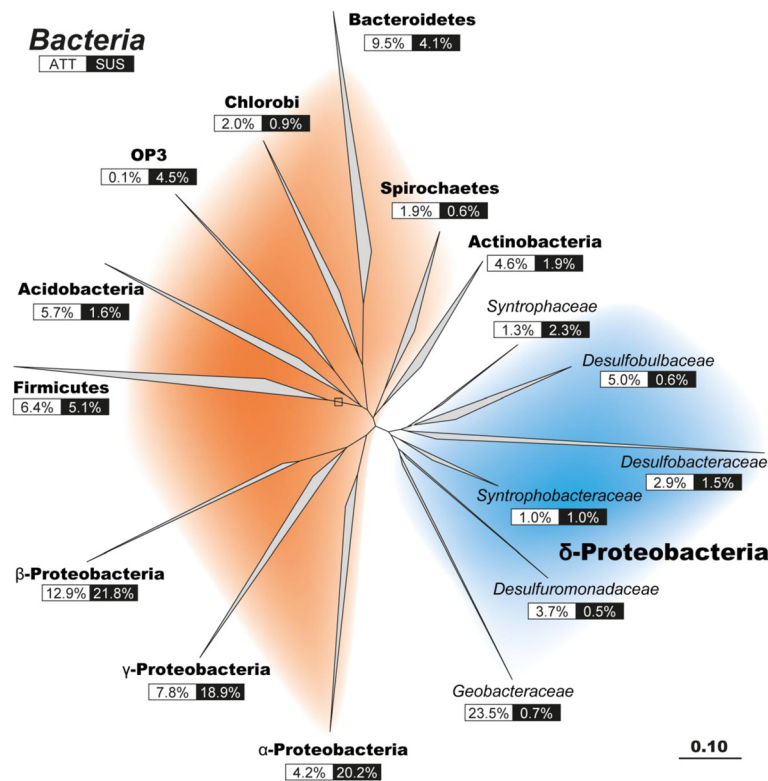 Bacteria
ATT SUS
Bacteroidetes
9.5% 4.1%
Chlorobi
2.0% 0.9%
OP3
0.1% 4.5%
Spirochaetes
1.9% 0.6%
Actinobacteria
4.6% 1.9%
Acidobacteria
5.7% 1.6%
Syntrophaceae
1.3% 2.3%
Desulfobulbaceae
5.0% 0.6%
Firmicutes
6.4% 5.1%
Desulfobacteraceae
2.9% 1.5%
Syntrophobacteraceae
1.0% 1.0%
δ-Proteobacteria
β-Proteobacteria
12.9% 21.8%
Desulfuromonadaceae
3.7% 0.5%
γ-Proteobacteria
7.8% 18.9%
Geobacteraceae
23.5% 0.7%
α-Proteobacteria
4.2% 20.2%
0.10